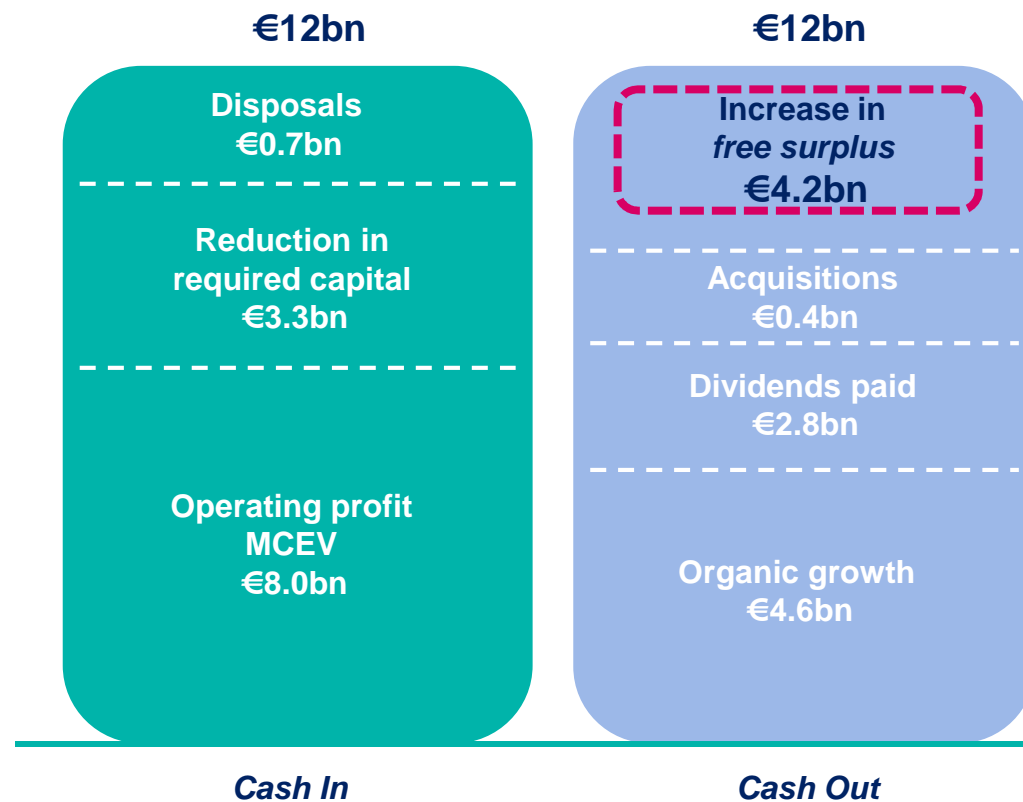 €12bn
Disposals
€0.7bn
Reduction in
required capital
€3.3bn
Operating profit
MCEV
€8.0bn
Cash In
€12bn
Increase in
free surplus
€4.2bn
Acquisitions
€0.4bn
Dividends paid
€2.8bn
Organic growth
€4.6bn
Cash Out